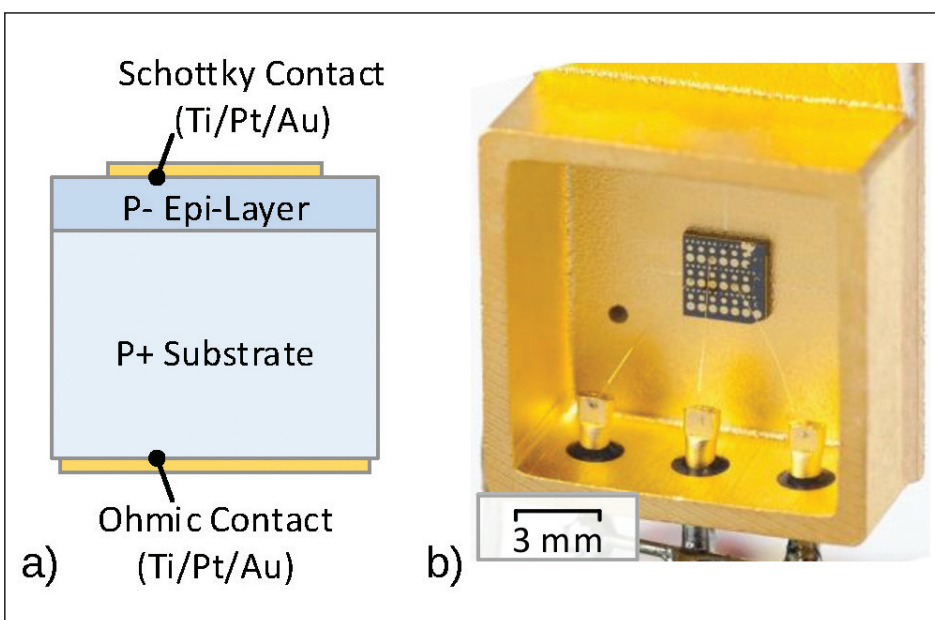 Schottky Contact
(Ti/Pt/Au)
P- Epi-Layer
P+ Substrate
Ohmic Contact
(Ti/Pt/Au)
a)
3 mm
b)